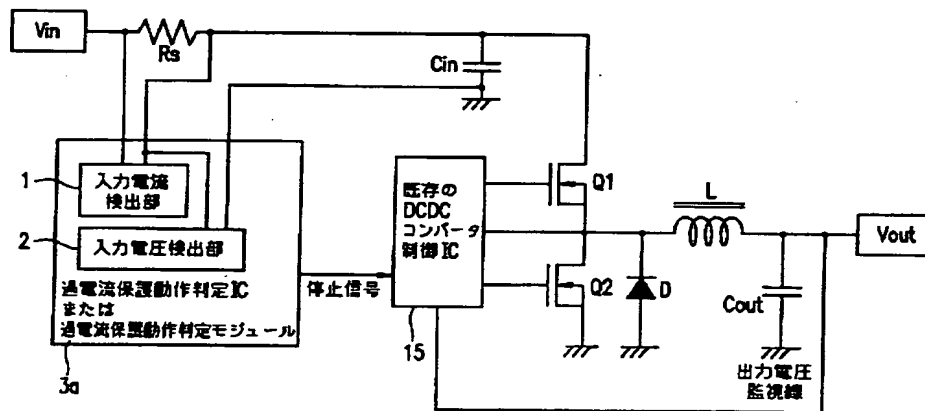 Vin
Rs
Cin
1
入力電流
検出部
2
入力電圧検出部
過電流保護動作判定IC
または
過電流保護動作判定モジュール
3a
停止信号
既存の
DCDC
コンバータ
制御IC
15
Q1
Q2
D
L
Vout
Cout
出力電圧
監視線